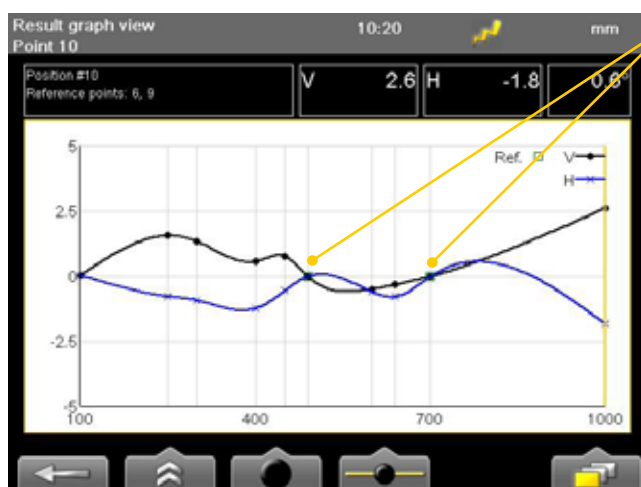 Result graph view
10:20
mm
Point 10
Position #10
Reference points: 6, 9
V 2.6
H -1.8
0.6°
Ref.
V
H
5
2.5
0
-2.5
-5
100
400
700
1000